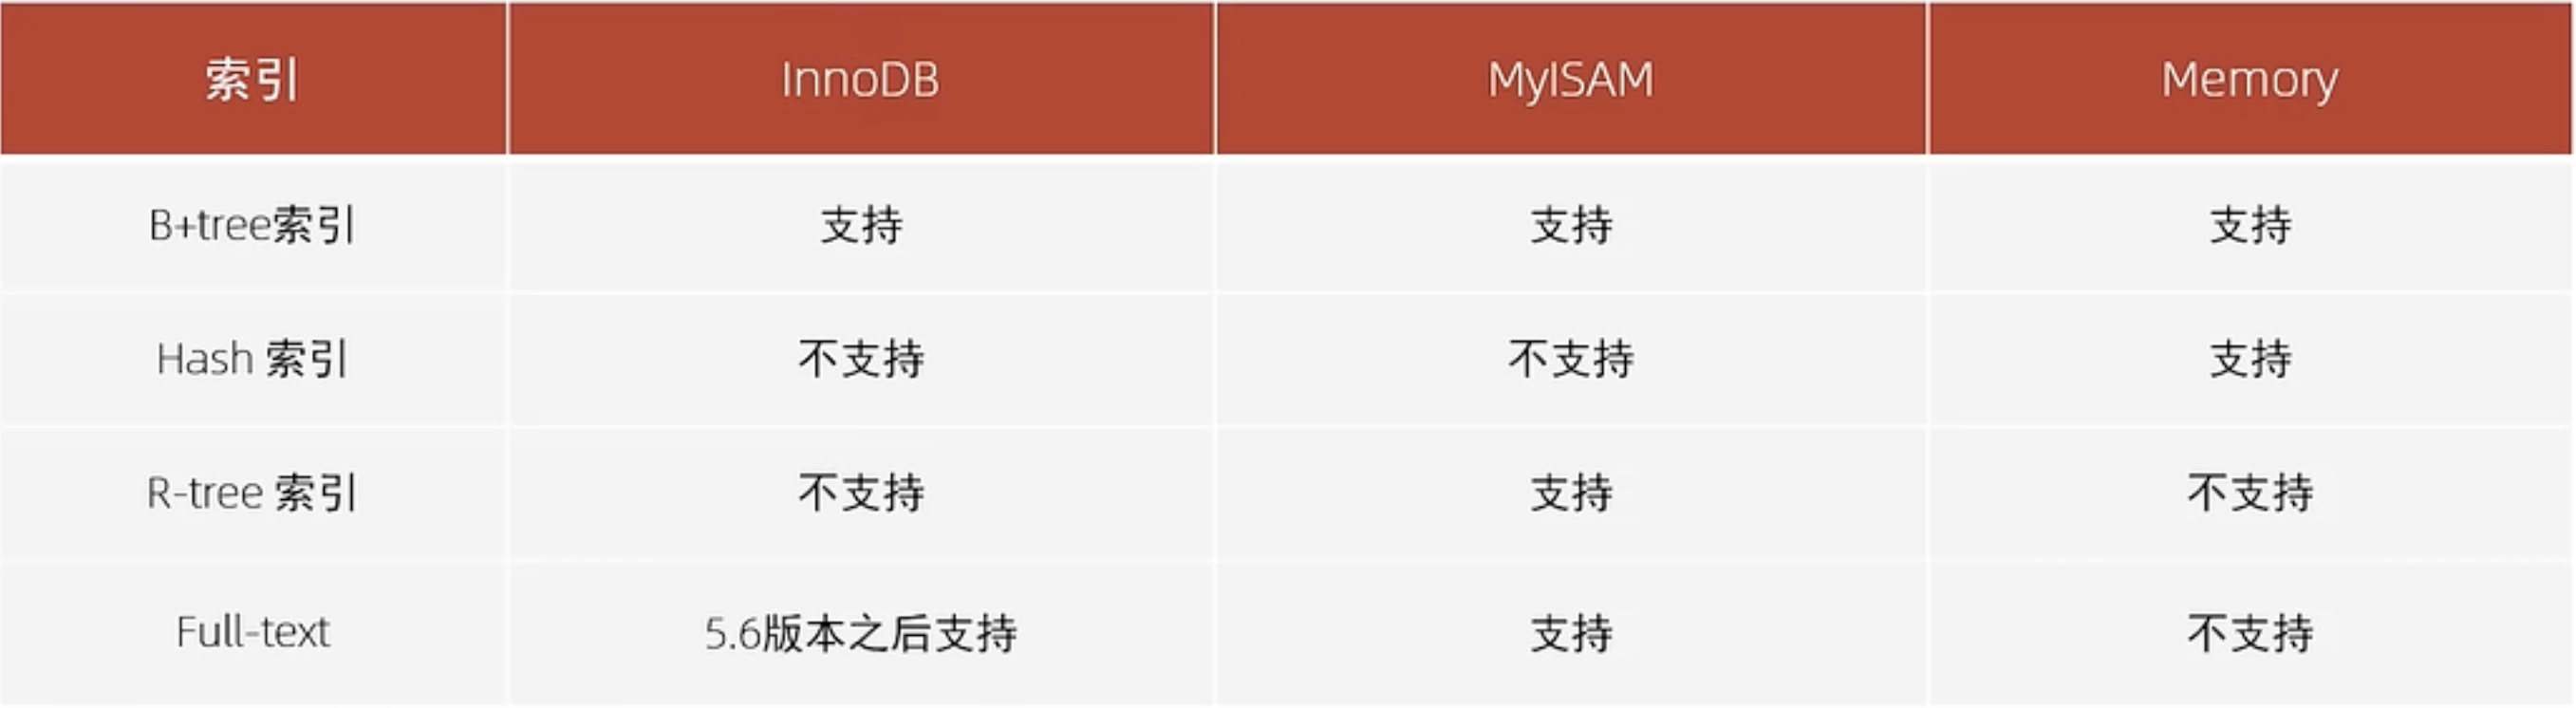 索引 InnoDB MyISAM Memory
B+tree索引 支持 支持 支持
Hash 索引 不支持 不支持 支持
R-tree 索引 不支持 支持 不支持
Full-text 5.6版本之后支持 支持 不支持